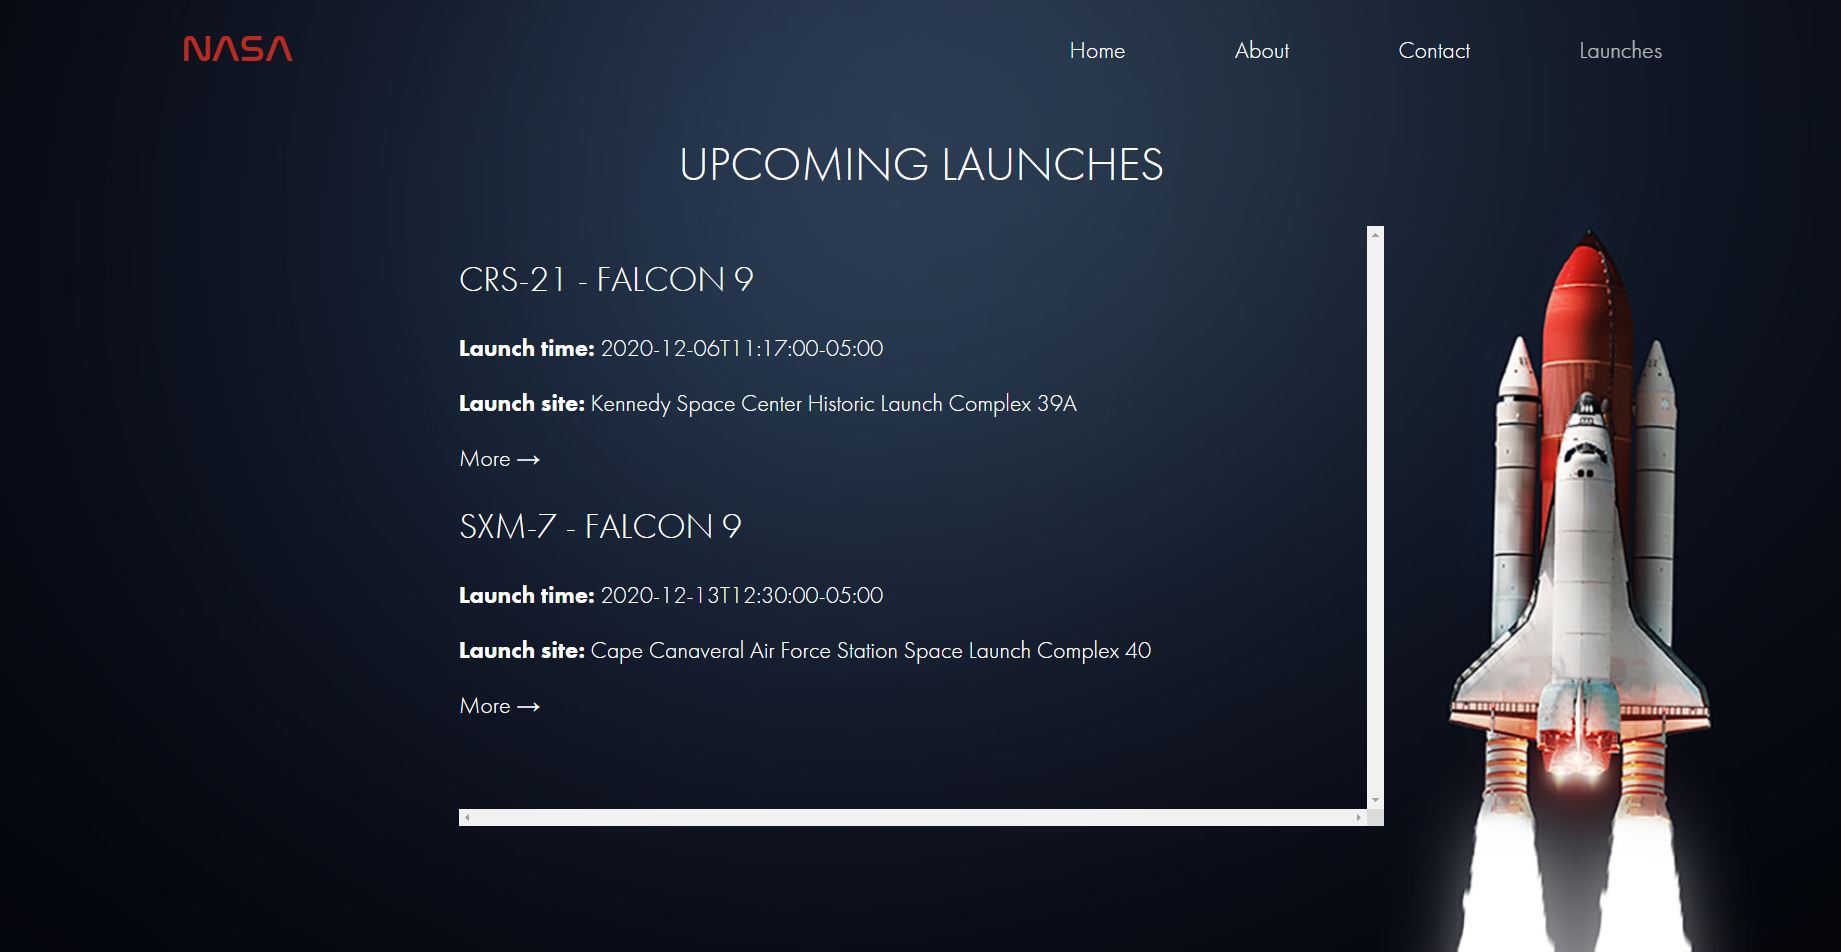 NASA
Home About Contact Launches
UPCOMING LAUNCHES
CRS-21 - FALCON 9
Launch time: 2020-12-06T11:17:00-05:00
Launch site: Kennedy Space Center Historic Launch Complex 39A
More →
SXM-7 - FALCON 9
Launch time: 2020-12-13T12:30:00-05:00
Launch site: Cape Canaveral Air Force Station Space Launch Complex 40
More →